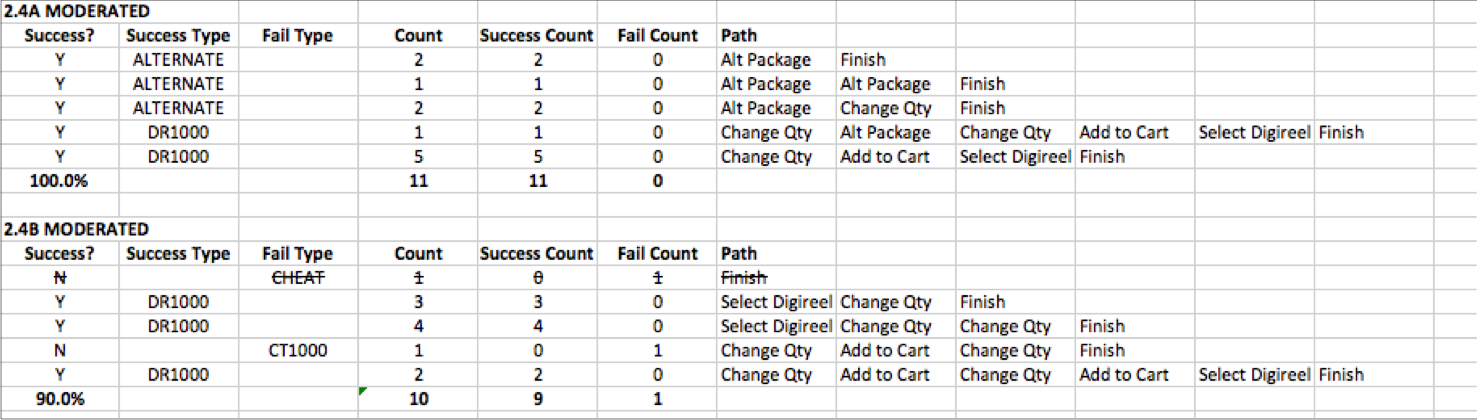 2.4A MODERATED
Success? Success Type Fail Type Count Success Count Fail Count Path
Y ALTERNATE 2 2 0 Alt Package Finish
Y ALTERNATE 1 1 0 Alt Package Alt Package Finish
Y ALTERNATE 2 2 0 Alt Package Change Qty Finish
Y DR1000 1 1 0 Change Qty Alt Package Change Qty Add to Cart Select Digireel Finish
Y DR1000 5 5 0 Change Qty Add to Cart Select Digireel Finish
100.0% 11 11 0
2.4B MODERATED
Success? Success Type Fail Type Count Success Count Fail Count Path
N CHEAT 1 0 1 Finish
Y DR1000 3 3 0 Select Digireel Change Qty Finish
Y DR1000 4 4 0 Select Digireel Change Qty Change Qty Finish
N CT1000 1 0 1 Change Qty Add to Cart Change Qty Finish
Y DR1000 2 2 0 Change Qty Add to Cart Change Qty Add to Cart Select Digireel Finish
90.0% 10 9 1